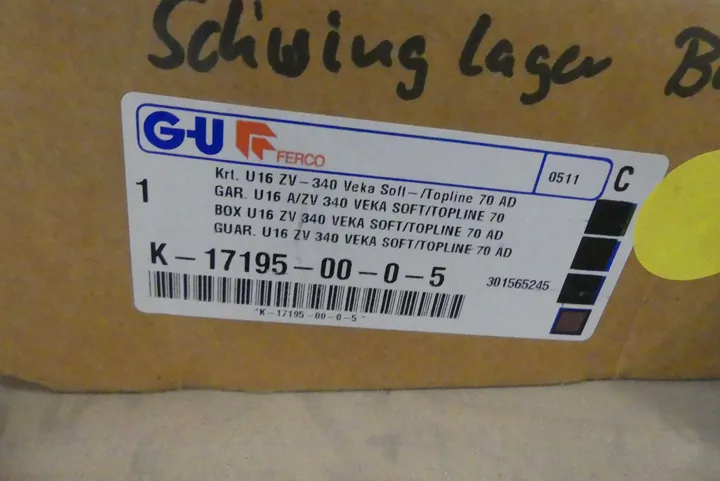 Schwing lager
G-U FERCO
0511
C
1
Krt. U16 ZV-340 Veka Soft-/Topline 70 AD
GAR. U16 A/ZV 340 VEKA SOFT/TOPLINE 70
BOX U16 ZV 340 VEKA SOFT/TOPLINE 70 AD
GUAR. U16 ZV 340 VEKA SOFT/TOPLINE 70 AD
K-17195-00-0-5
301565245
*K-17195-00-0-5*